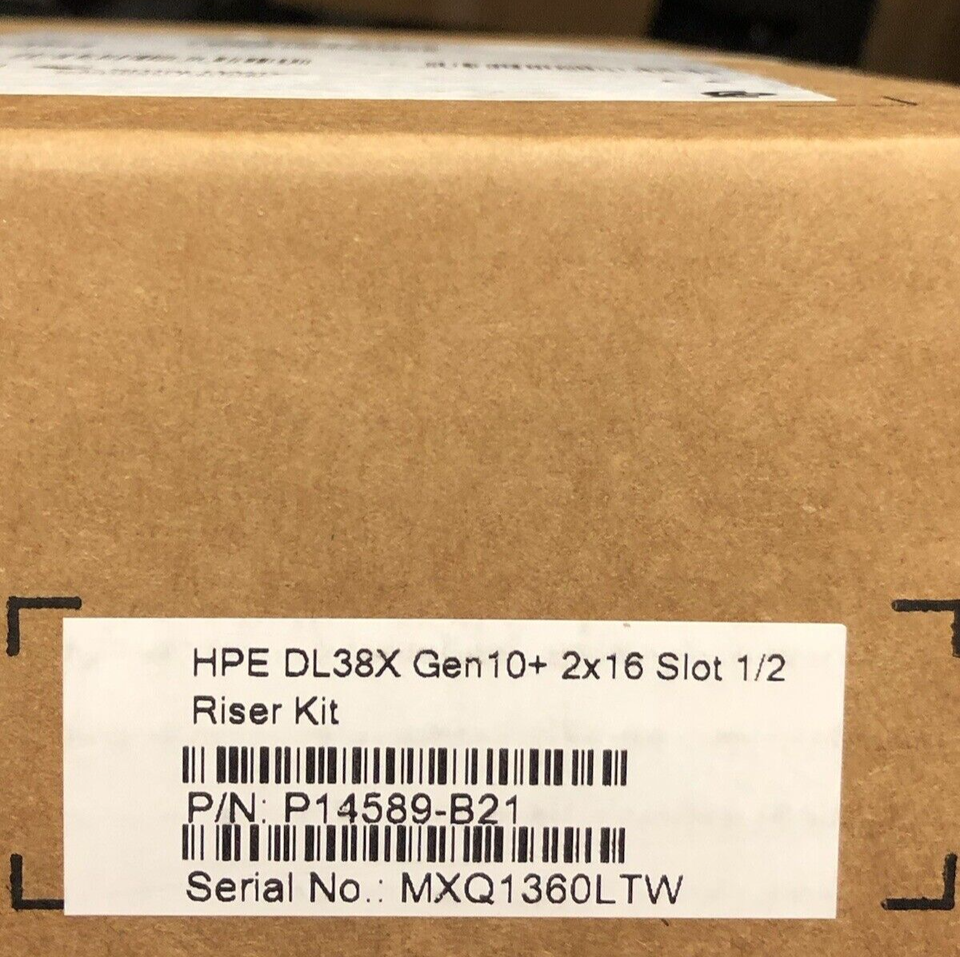 HPE DL38X Gen10+ 2x16 Slot 1/2
Riser Kit
P/N: P14589-B21
Serial No.: MXQ1360LTW